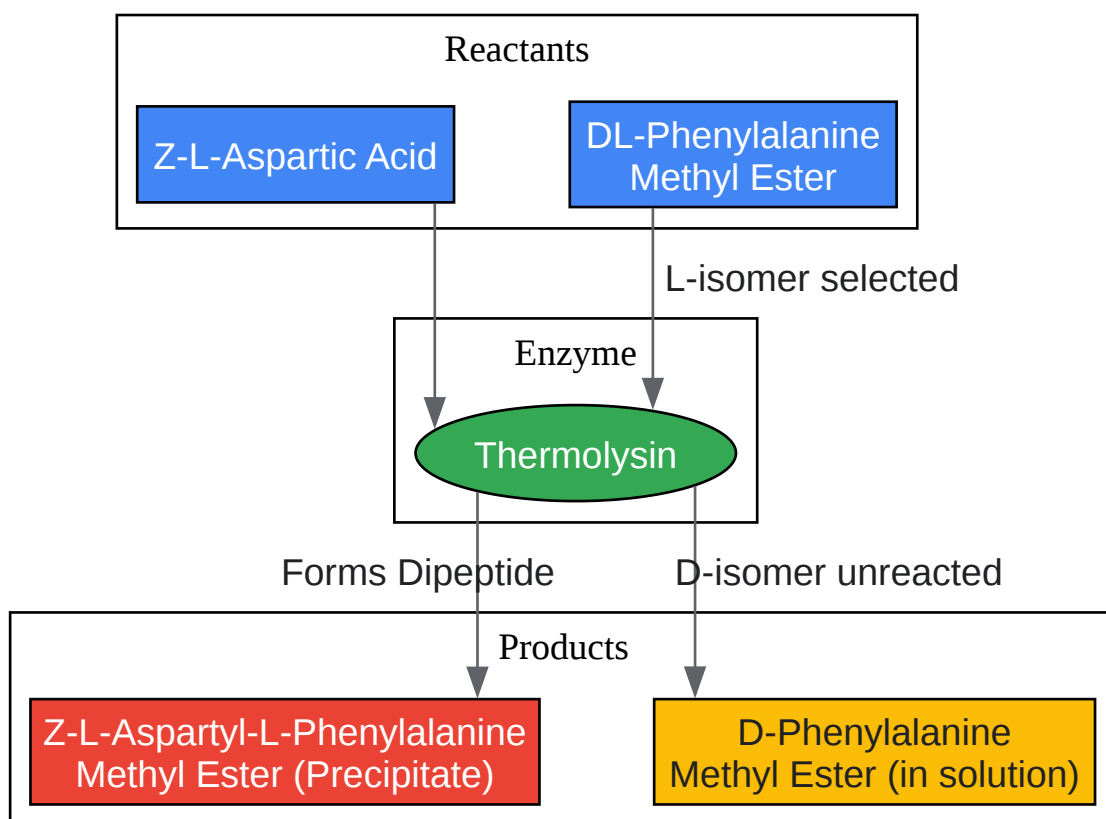 Reactants
Z-L-Aspartic Acid
DL-Phenylalanine
Methyl Ester
L-isomer selected
Enzyme
Thermolysin
Forms Dipeptide
D-isomer unreacted
Products
Z-L-Aspartyl-L-Phenylalanine
Methyl Ester (Precipitate)
D-Phenylalanine
Methyl Ester (in solution)